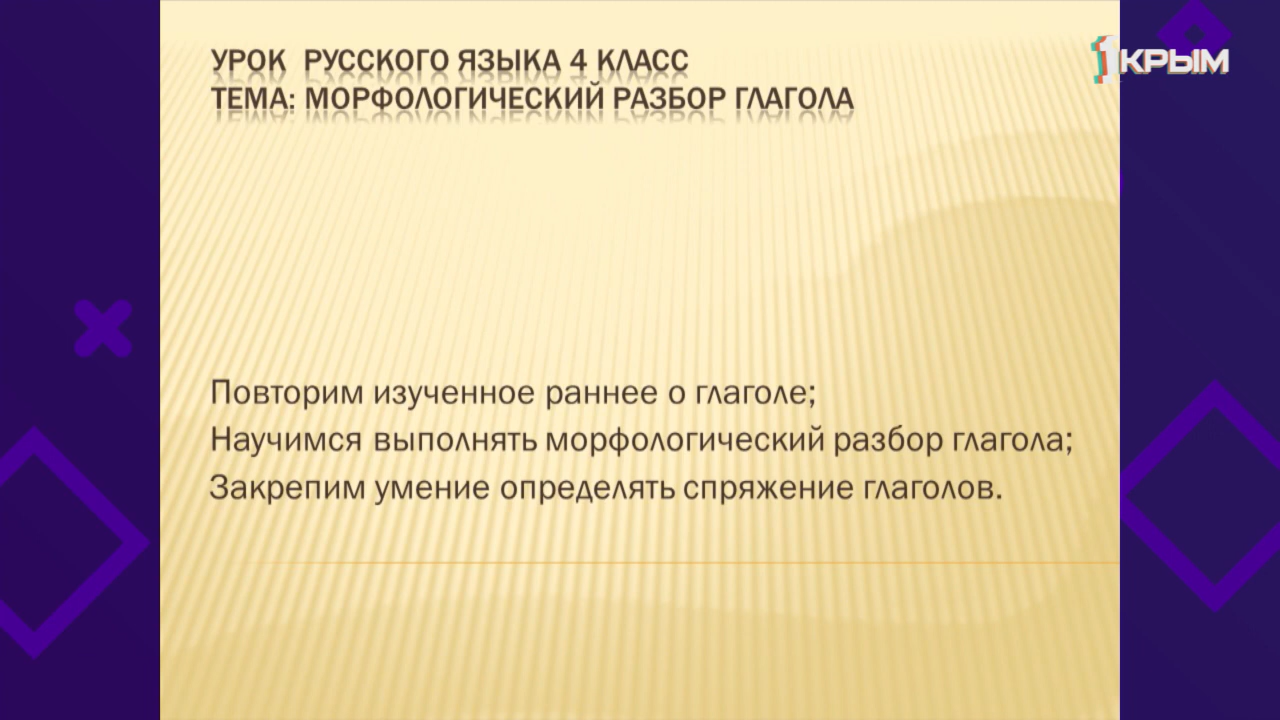 УРОК РУССКОГО ЯЗЫКА 4 КЛАСС
ТЕМА: МОРФОЛОГИЧЕСКИЙ РАЗБОР ГЛАГОЛА
1КРЫМ
Повторим изученное раннее о глаголе;
Научимся выполнять морфологический разбор глагола;
Закрепим умение определять спряжение глаголов.